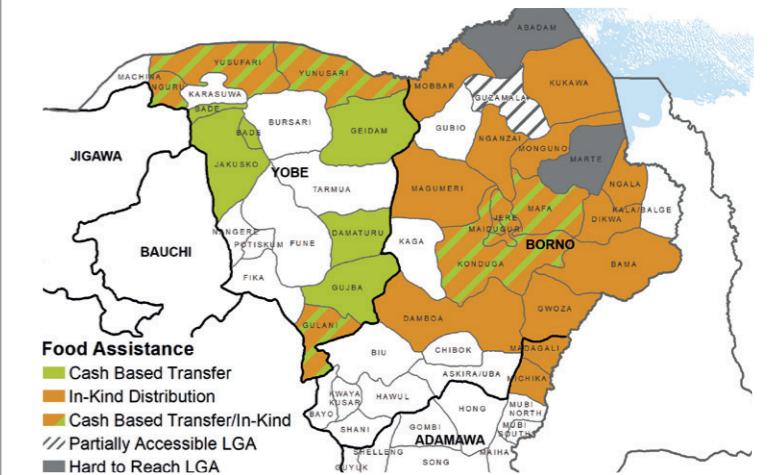 ABADAM
YUSUFARI
YUNUSARI
MACHINA
NGURI
KARASUWA
MOBBAR
GUZAMALA
KUKAWA
BADE
BURSARI
GEIDAM
GUBIO
NGANZAI
MONGUNO
BADE
JIGAWA
JAKUSKO
YOBE
MARTE
TARMUA
MAGUMERI
NGALA
MAFA
JERE
KALA/BALGE
DIKWA
MAIDUGURI
NANGERE
POTISKUM
FUNE
DAMATURU
KAGA
BORNO
BAUCHI
KONDUGA
BAMA
FIKA
GUJBA
GWOZA
GULANI
DAMBOA
Food Assistance
Cash Based Transfer
In-Kind Distribution
Cash Based Transfer/In-Kind
Partially Accessible LGA
Hard to Reach LGA
BIU
CHIBOK
MADAGALI
ASKIRA/UBA
MICHIKA
KWAYA
KUSAR
HAWUL
BAYO
HONG
MUBI
NORTH
MUBI
SOUTH
SHANI
GOMBI
ADAMAWA
SHELLENG
MAIHA
GUYUK
SONG